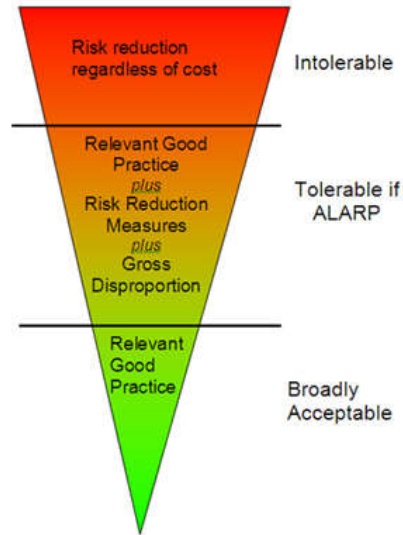 Risk reduction
regardless of cost
Intolerable
Relevant Good
Practice
plus
Risk Reduction
Measures
plus
Gross
Disproportion
Tolerable if
ALARP
Relevant
Good
Practice
Broadly
Acceptable